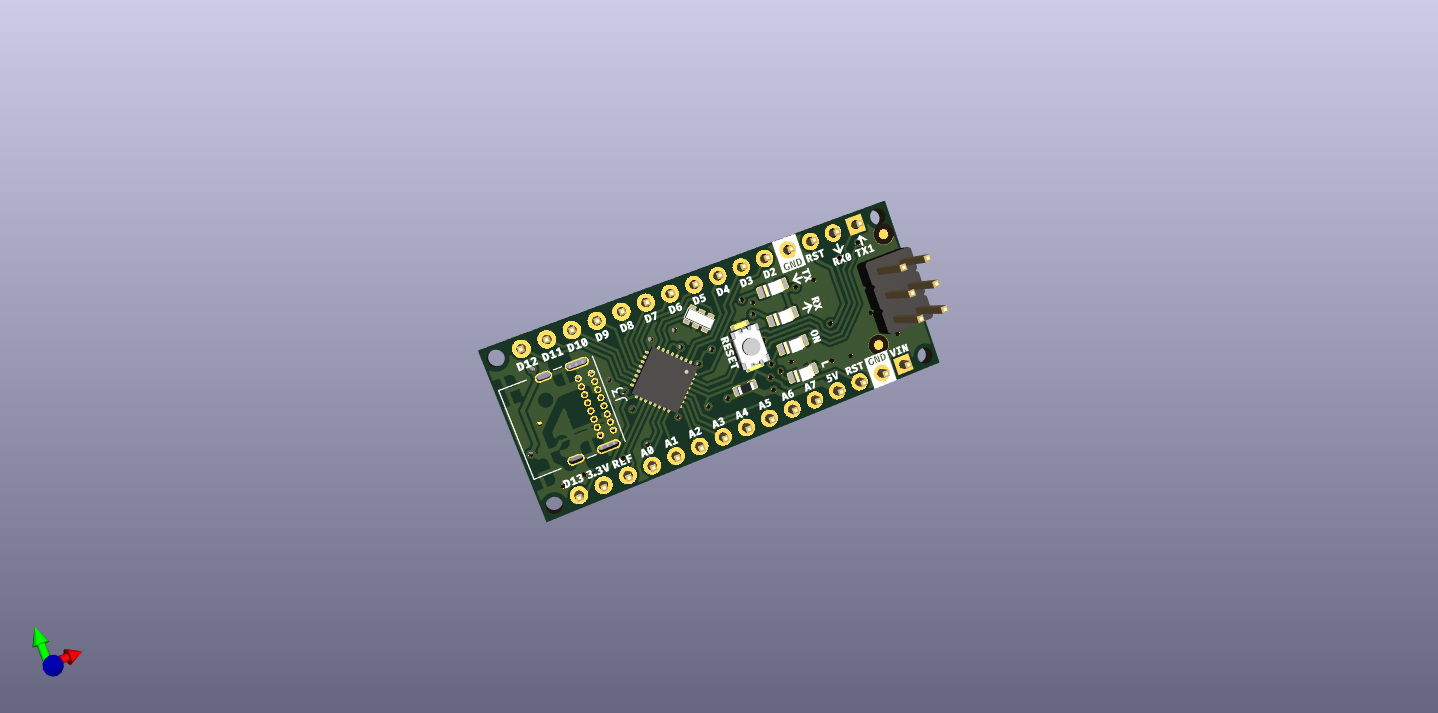 D12 D11 D10 D9 D8 D7 D6 D5 D4 D3 D2 GND RST RX0 TX1
TX
RX
ON
L
RESET
D13 3.3V REF A0 A1 A2 A3 A4 A5 A6 A7 5V RST GND VIN